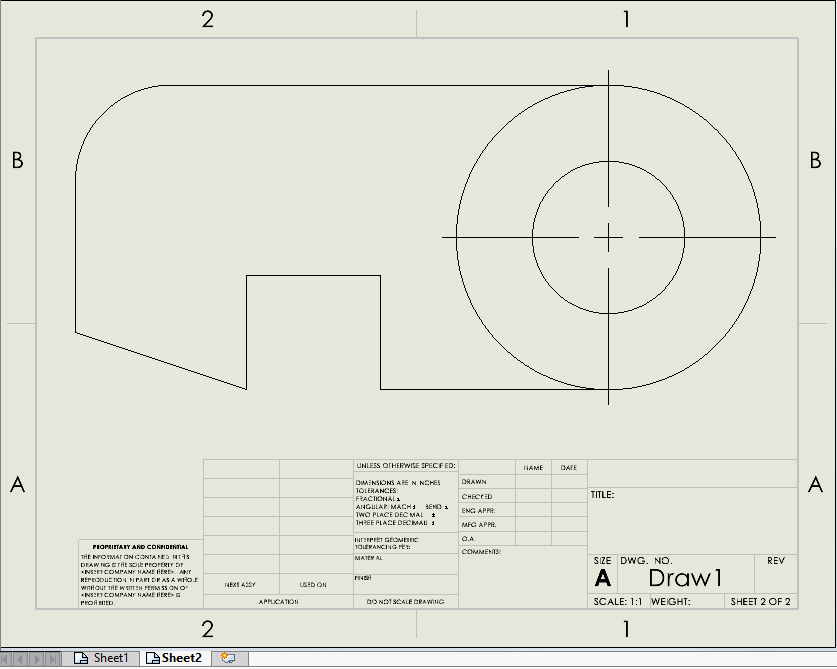 2 1
B B
A A
UNLESS OTHERWISE SPECIFIED:
DIMENSIONS ARE IN INCHES
TOLERANCES:
FRACTIONAL ±
ANGULAR: MACH ± BEND ±
TWO PLACE DECIMAL ±
THREE PLACE DECIMAL ±
INTERPRET GEOMETRIC
TOLERANCING PER:
MATERIAL
FINISH
DO NOT SCALE DRAWING
NAME DATE
DRAWN
CHECKED
ENG APPR.
MFG APPR.
Q.A.
COMMENTS:
TITLE:
SIZE DWG. NO. REV
A Draw1
SCALE: 1:1 WEIGHT: SHEET 2 OF 2
PROPRIETARY AND CONFIDENTIAL
THE INFORMATION CONTAINED IN THIS
DRAWING IS THE SOLE PROPERTY OF
<INSERT COMPANY NAME HERE>. ANY
REPRODUCTION IN PART OR AS A WHOLE
WITHOUT THE WRITTEN PERMISSION OF
<INSERT COMPANY NAME HERE> IS
PROHIBITED.
NEXT ASSY USED ON
APPLICATION
2 1
Sheet1 Sheet2